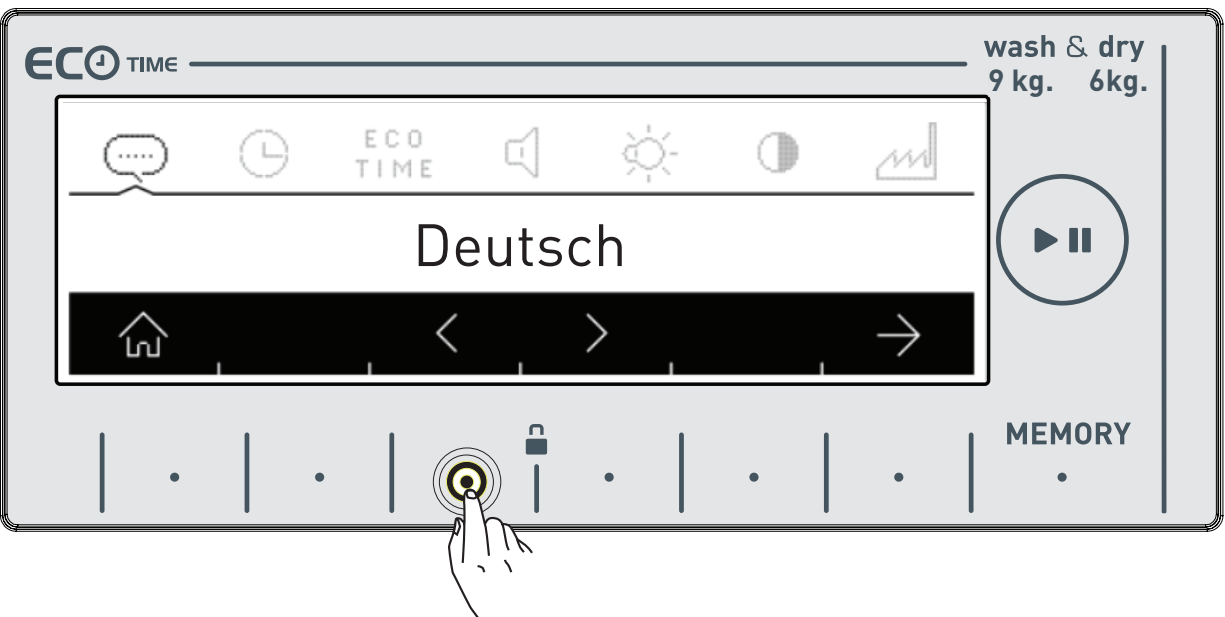 ECO TIME
wash & dry
9 kg. 6kg.
ECO
TIME
Deutsch
MEMORY